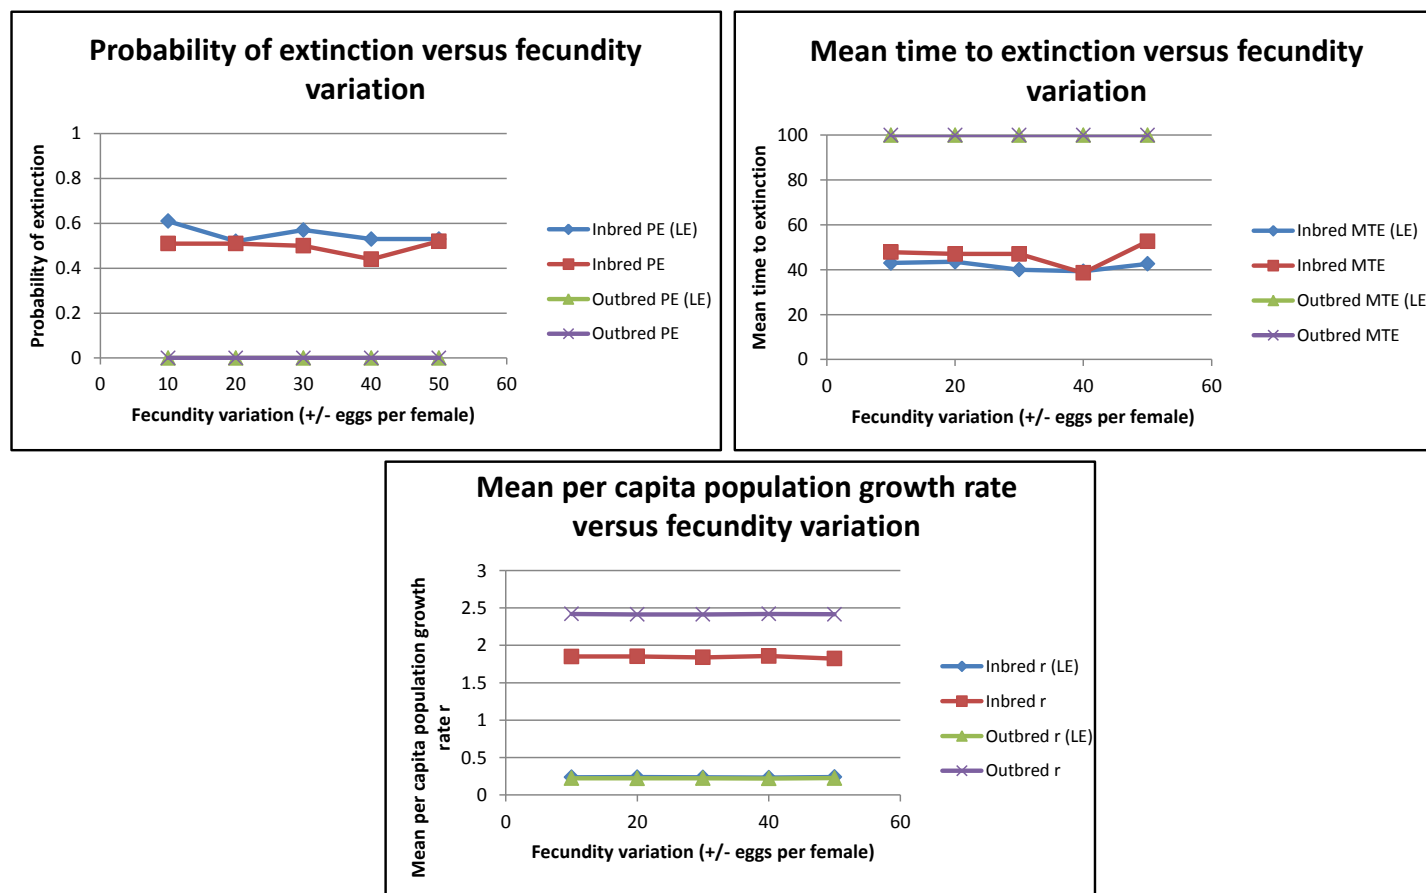 Probability of extinction versus fecundity
variation
Probability of extinction
1
0.8
0.6
0.4
0.2
0
0
10
20
30
40
50
60
Fecundity variation (+/- eggs per female)
Inbred PE (LE)
Inbred PE
Outbred PE (LE)
Outbred PE
Mean time to extinction versus fecundity
variation
Mean time to extinction
100
80
60
40
20
0
0
20
40
60
Fecundity variation (+/- eggs per female)
Inbred MTE (LE)
Inbred MTE
Outbred MTE (LE
Outbred MTE
Mean per capita population growth rate
versus fecundity variation
Mean per capita population growth
rate r
3
2.5
2
1.5
1
0.5
0
0
20
40
60
Fecundity variation (+/- eggs per female)
Inbred r (LE)
Inbred r
Outbred r (LE)
Outbred r